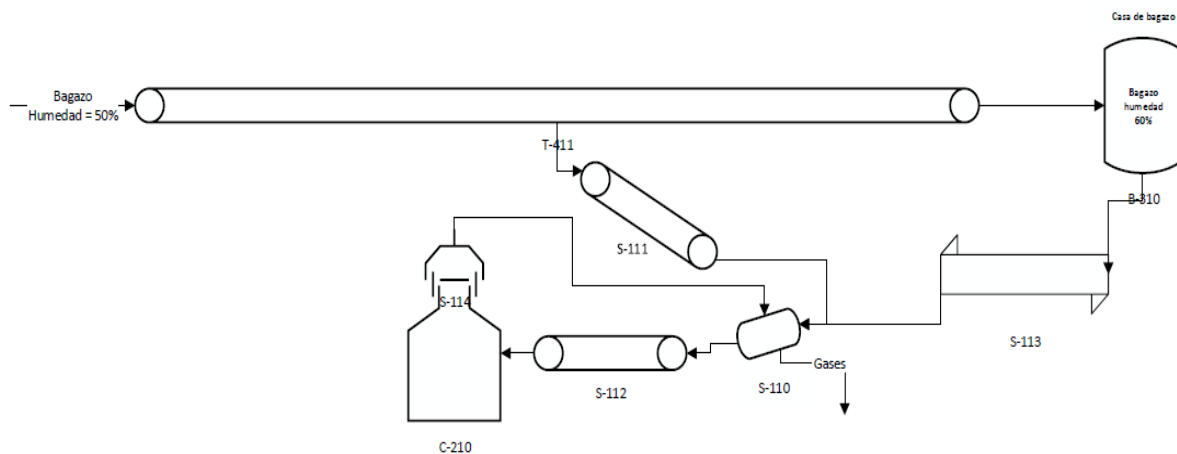 Casa de bagazo
Bagazo
Humedad = 50%
Bagazo
humedad
60%
T-411
B-310
S-111
S-114
S-113
Gases
S-112
S-110
C-210